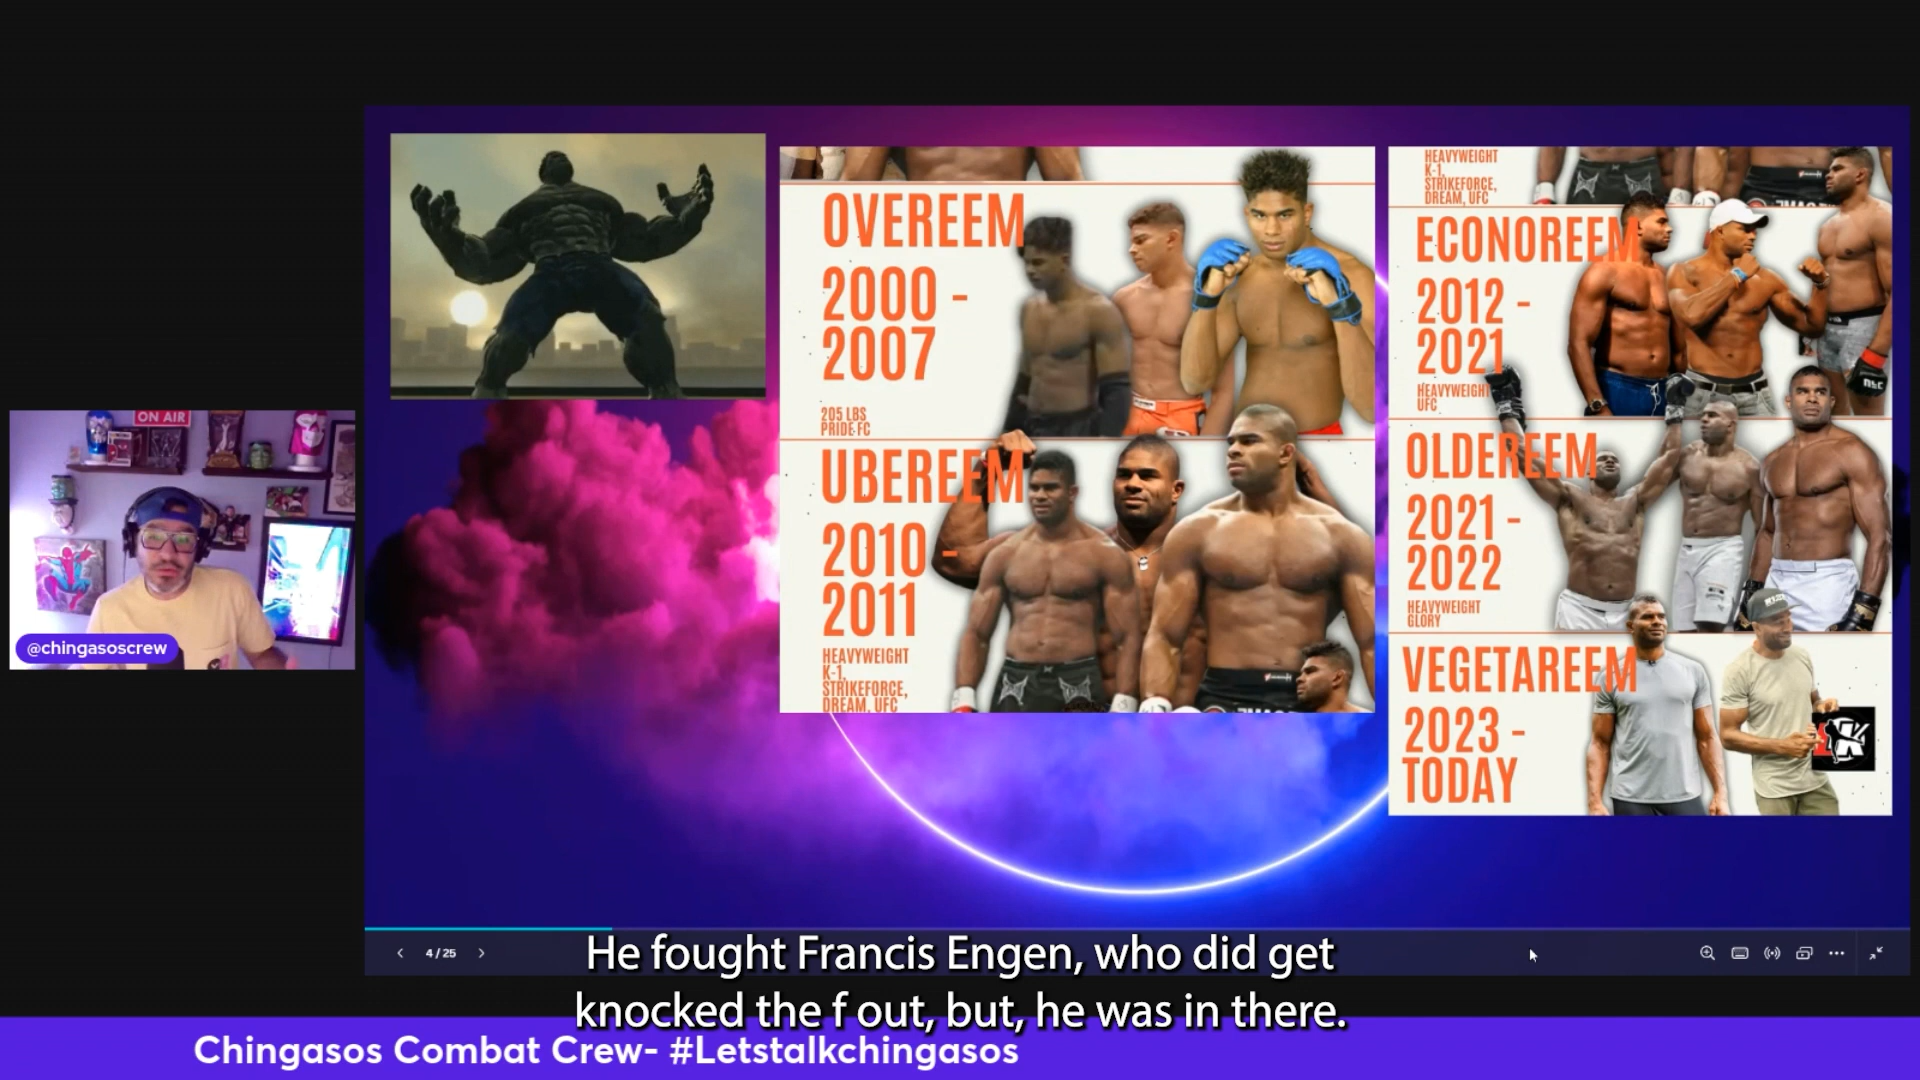 ON AIR
@chingasoscrew
OVEREEM
2000 -
2007
205 LBS
PRIDE FC
UBEREEM
2010 -
2011
HEAVYWEIGHT
K-1,
STRIKEFORCE,
DREAM, UFC
HEAVYWEIGHT
K-1,
STRIKEFORCE,
DREAM, UFC
ECONOREEM
2012 -
2021
HEAVYWEIGHT
UFC
OLDEREEM
2021 -
2022
HEAVYWEIGHT
GLORY
VEGETAREEM
2023 -
TODAY
4/25
He fought Francis Engen, who did get
knocked the f out, but, he was in there.
Chingasos Combat Crew- #Letstalkchingasos